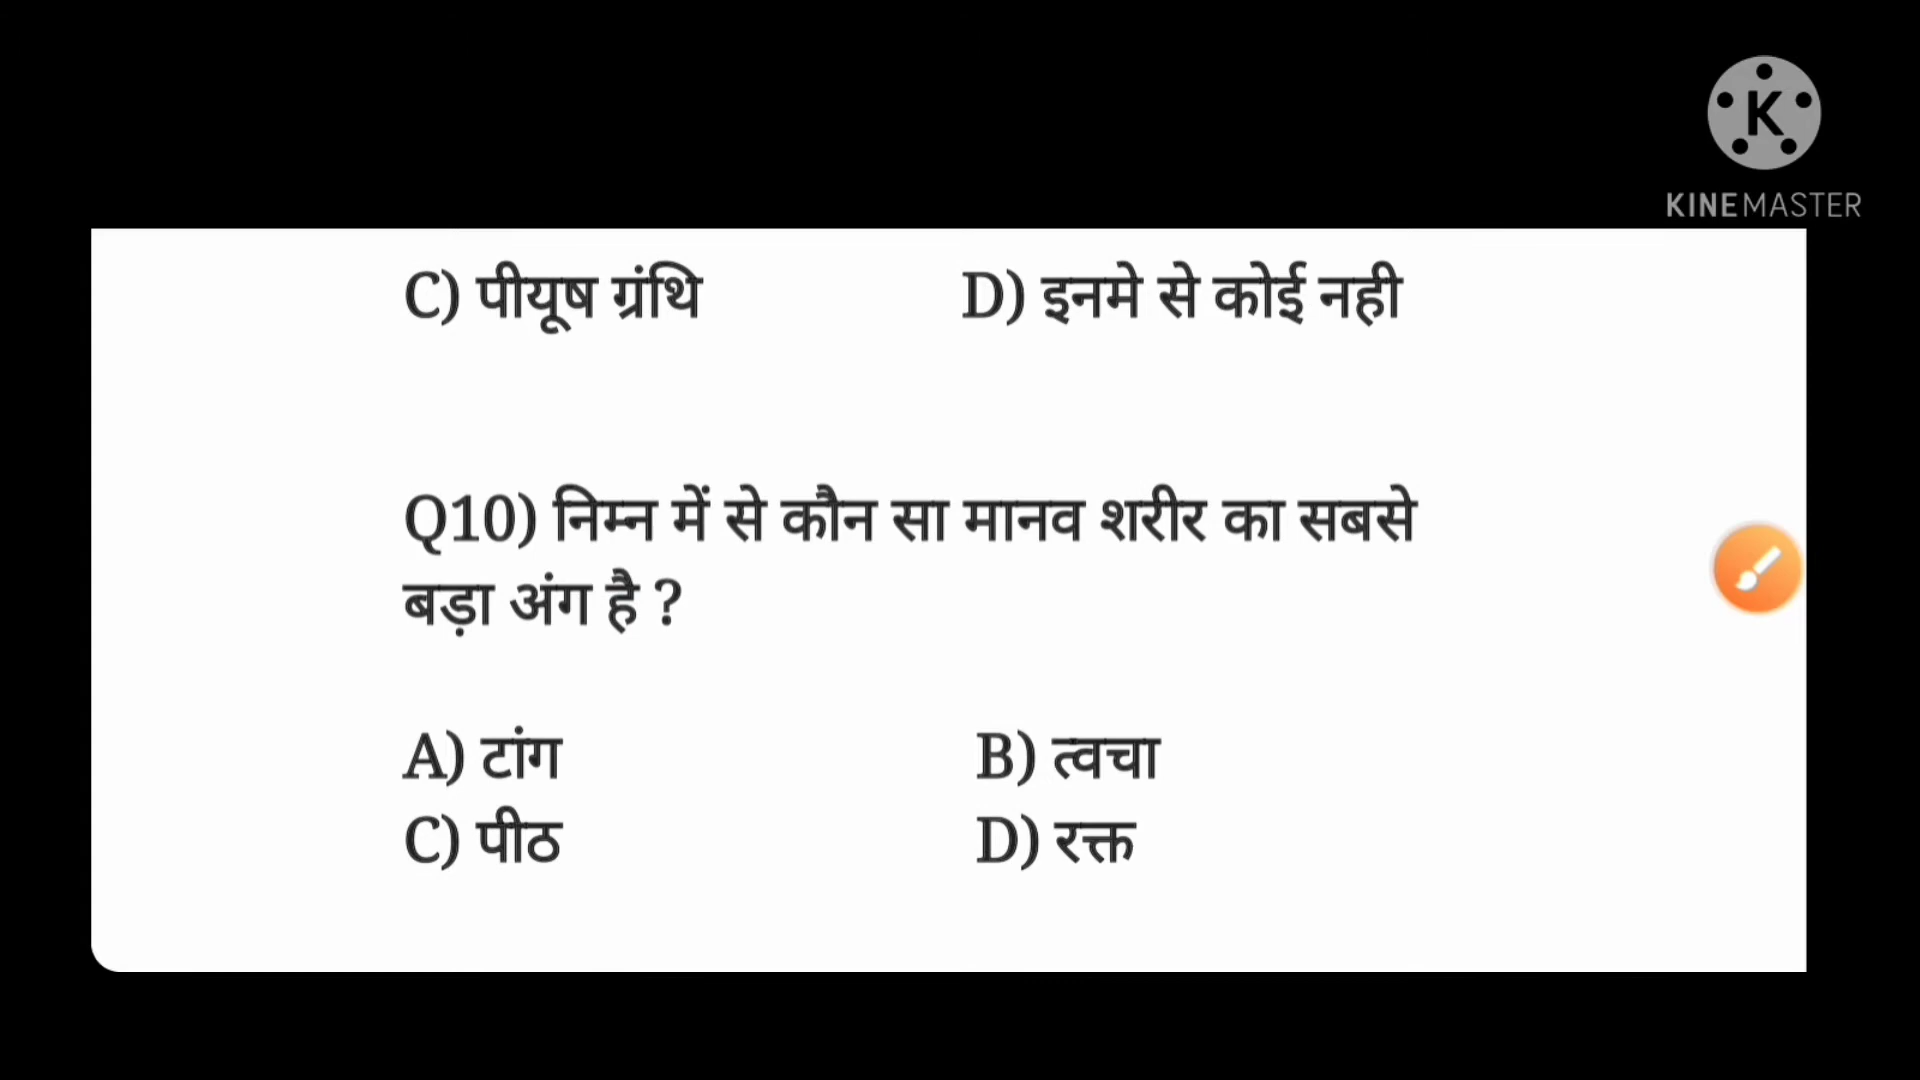 K
KINEMASTER
C) पीयूष ग्रंथि D) इनमे से कोई नही
Q10) निम्न में से कौन सा मानव शरीर का सबसे
बड़ा अंग है ?
A) टांग B) त्वचा
C) पीठ D) रक्त